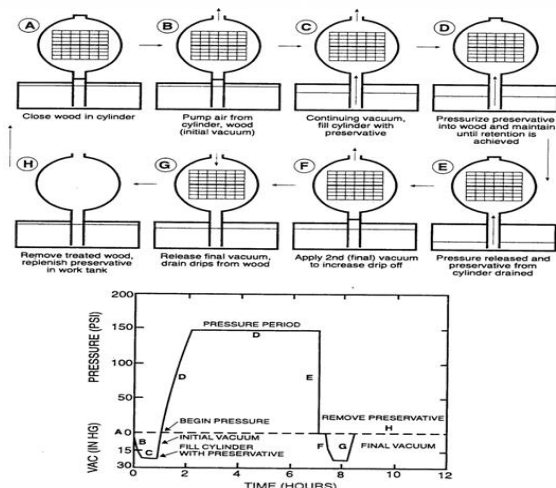 A
B
C
D
Close wood in cylinder
Pump air from
cylinder, wood
(initial vacuum)
Continuing vacuum,
fill cylinder with
preservative
Pressurize preservative
into wood and maintain
until retention is
achieved
H
G
F
E
Remove treated wood,
replenish preservative
in work tank
Release final vacuum,
drain drips from wood
Apply 2nd (final) vacuum
to increase drip off
Pressure released and
preservative from
cylinder drained
PRESSURE (PSI)
VAC (IN HG)
200
150
100
50
A 0
15
30
PRESSURE PERIOD
D
D
E
BEGIN PRESSURE
INITIAL VACUUM
FILL CYLINDER
WITH PRESERVATIVE
B
C
REMOVE PRESERVATIVE
H
F
G
FINAL VACUUM
0
2
4
6
8
10
12
TIME (HOURS)